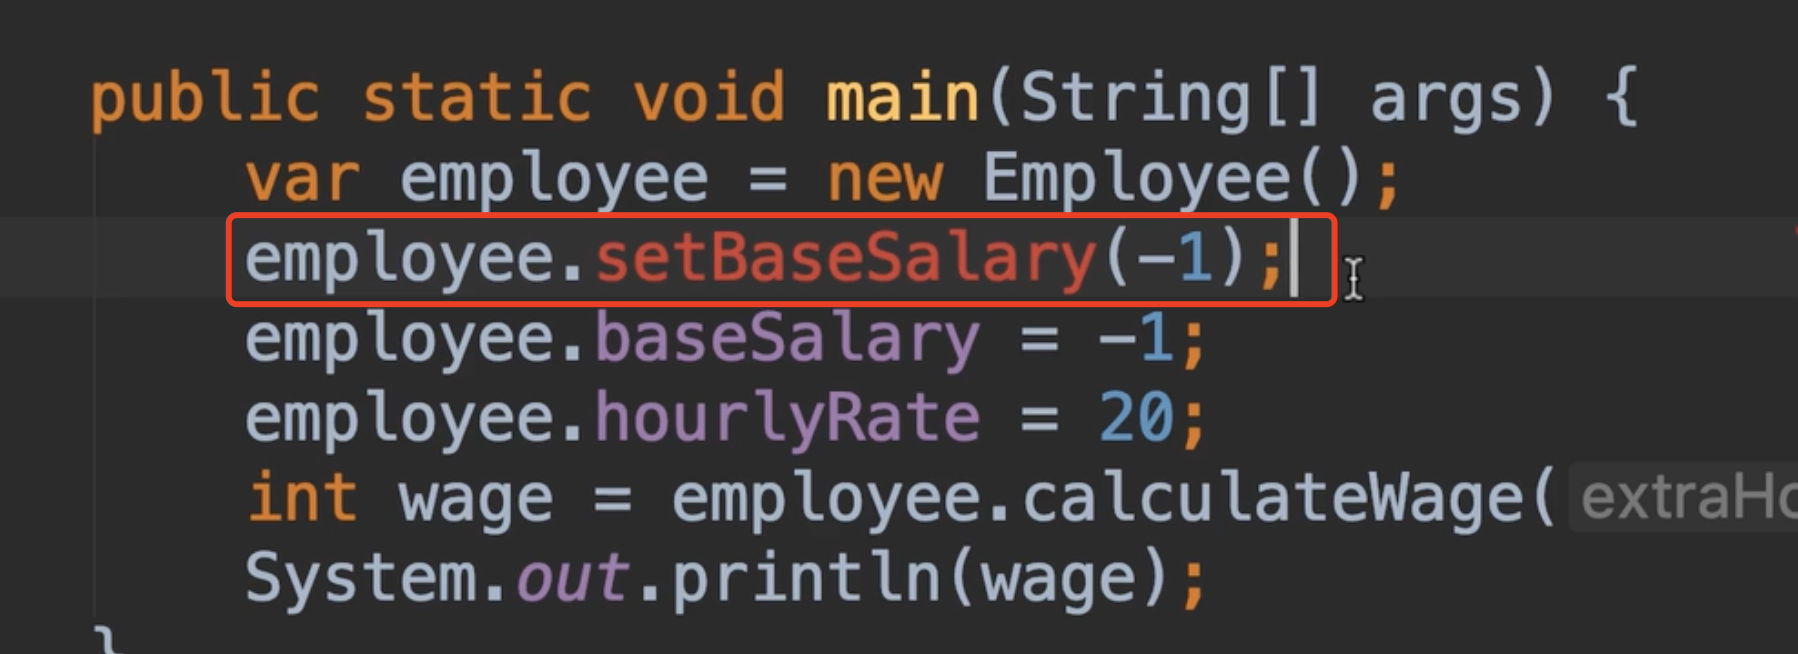 public static void main(String[] args) {
var employee = new Employee();
employee.setBaseSalary(-1);
employee.baseSalary = -1;
employee.hourlyRate = 20;
int wage = employee.calculateWage(
System.out.println(wage);
}